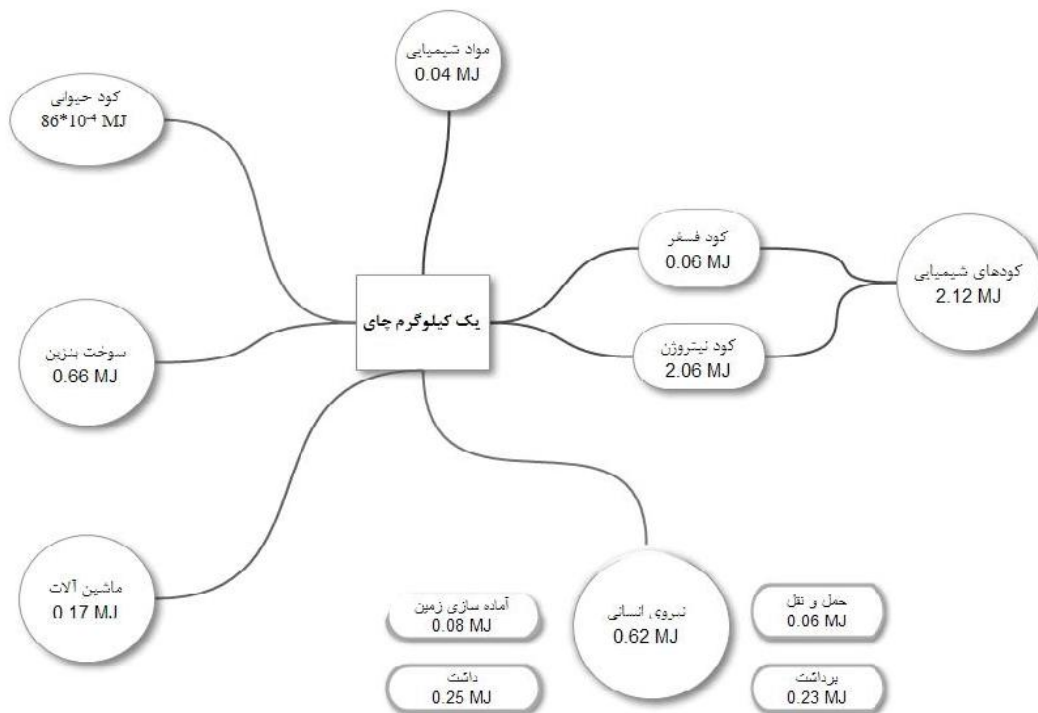 مواد شیمیایی
0.04 MJ
کود حیوانی
86*10⁻⁴ MJ
کود فسفر
0.06 MJ
کودهای شیمیایی
2.12 MJ
یک کیلوگرم چای
سوخت بنزین
0.66 MJ
کود نیتروژن
2.06 MJ
ماشین آلات
0.17 MJ
آماده سازی زمین
0.08 MJ
نیروی انسانی
0.62 MJ
حمل و نقل
0.06 MJ
داشت
0.25 MJ
برداشت
0.23 MJ